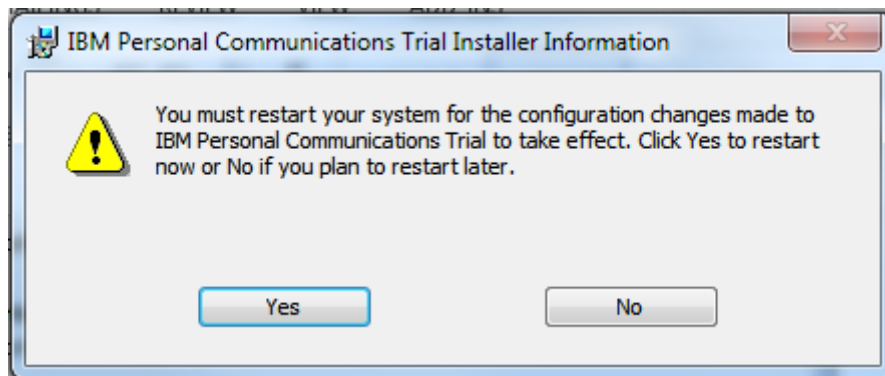 IBM Personal Communications Trial Installer Information
You must restart your system for the configuration changes made to
IBM Personal Communications Trial to take effect. Click Yes to restart
now or No if you plan to restart later.
Yes
No